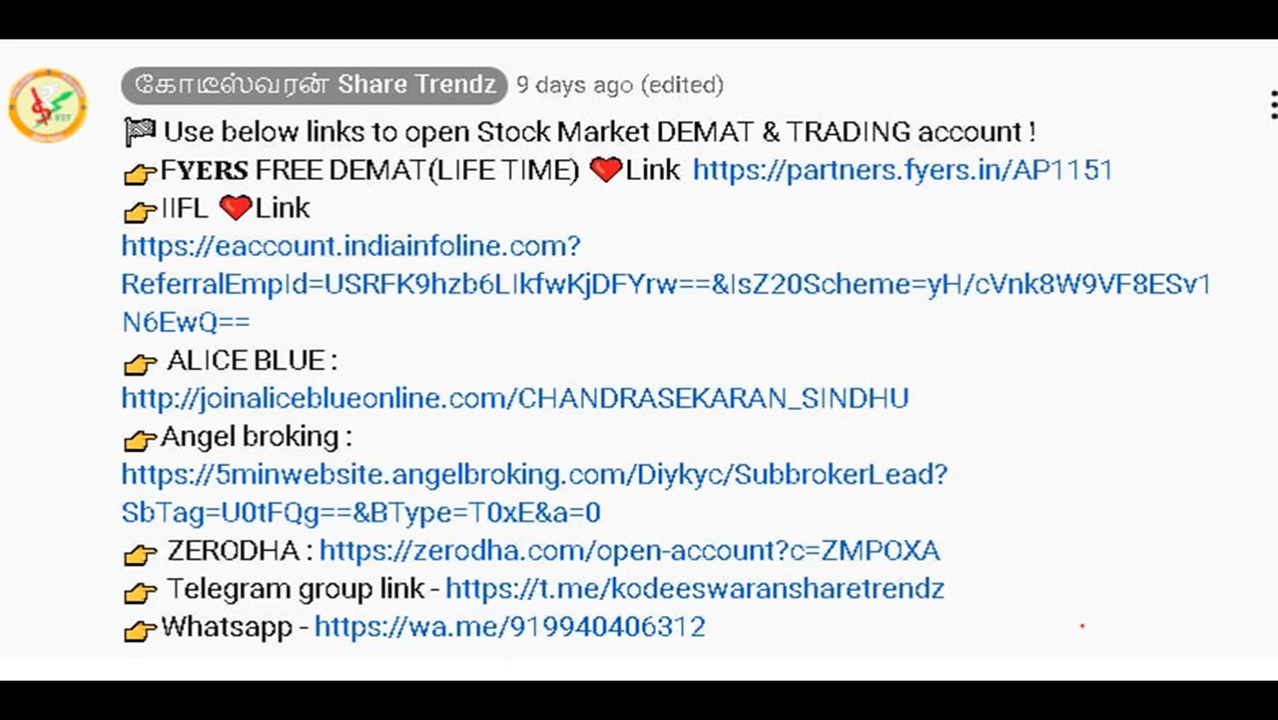 கோடீஸ்வரன் Share Trendz 9 days ago (edited)
🏁 Use below links to open Stock Market DEMAT & TRADING account !
👉F𝐘𝐄𝐑𝐒 FREE DEMAT(LIFE TIME) ❤️Link https://partners.fyers.in/AP1151
👉IIFL ❤️Link
https://eaccount.indiainfoline.com?
ReferralEmpId=USRFK9hzb6LIkfwKjDFYrw==&IsZ20Scheme=yH/cVnk8W9VF8ESv1
N6EwQ==
👉 ALICE BLUE :
http://joinaliceblueonline.com/CHANDRASEKARAN_SINDHU
👉Angel broking :
https://5minwebsite.angelbroking.com/Diykyc/SubbrokerLead?
SbTag=U0tFQg==&BType=T0xE&a=0
👉 ZERODHA : https://zerodha.com/open-account?c=ZMPOXA
👉 Telegram group link - https://t.me/kodeeswaransharetrendz
👉Whatsapp - https://wa.me/919940406312